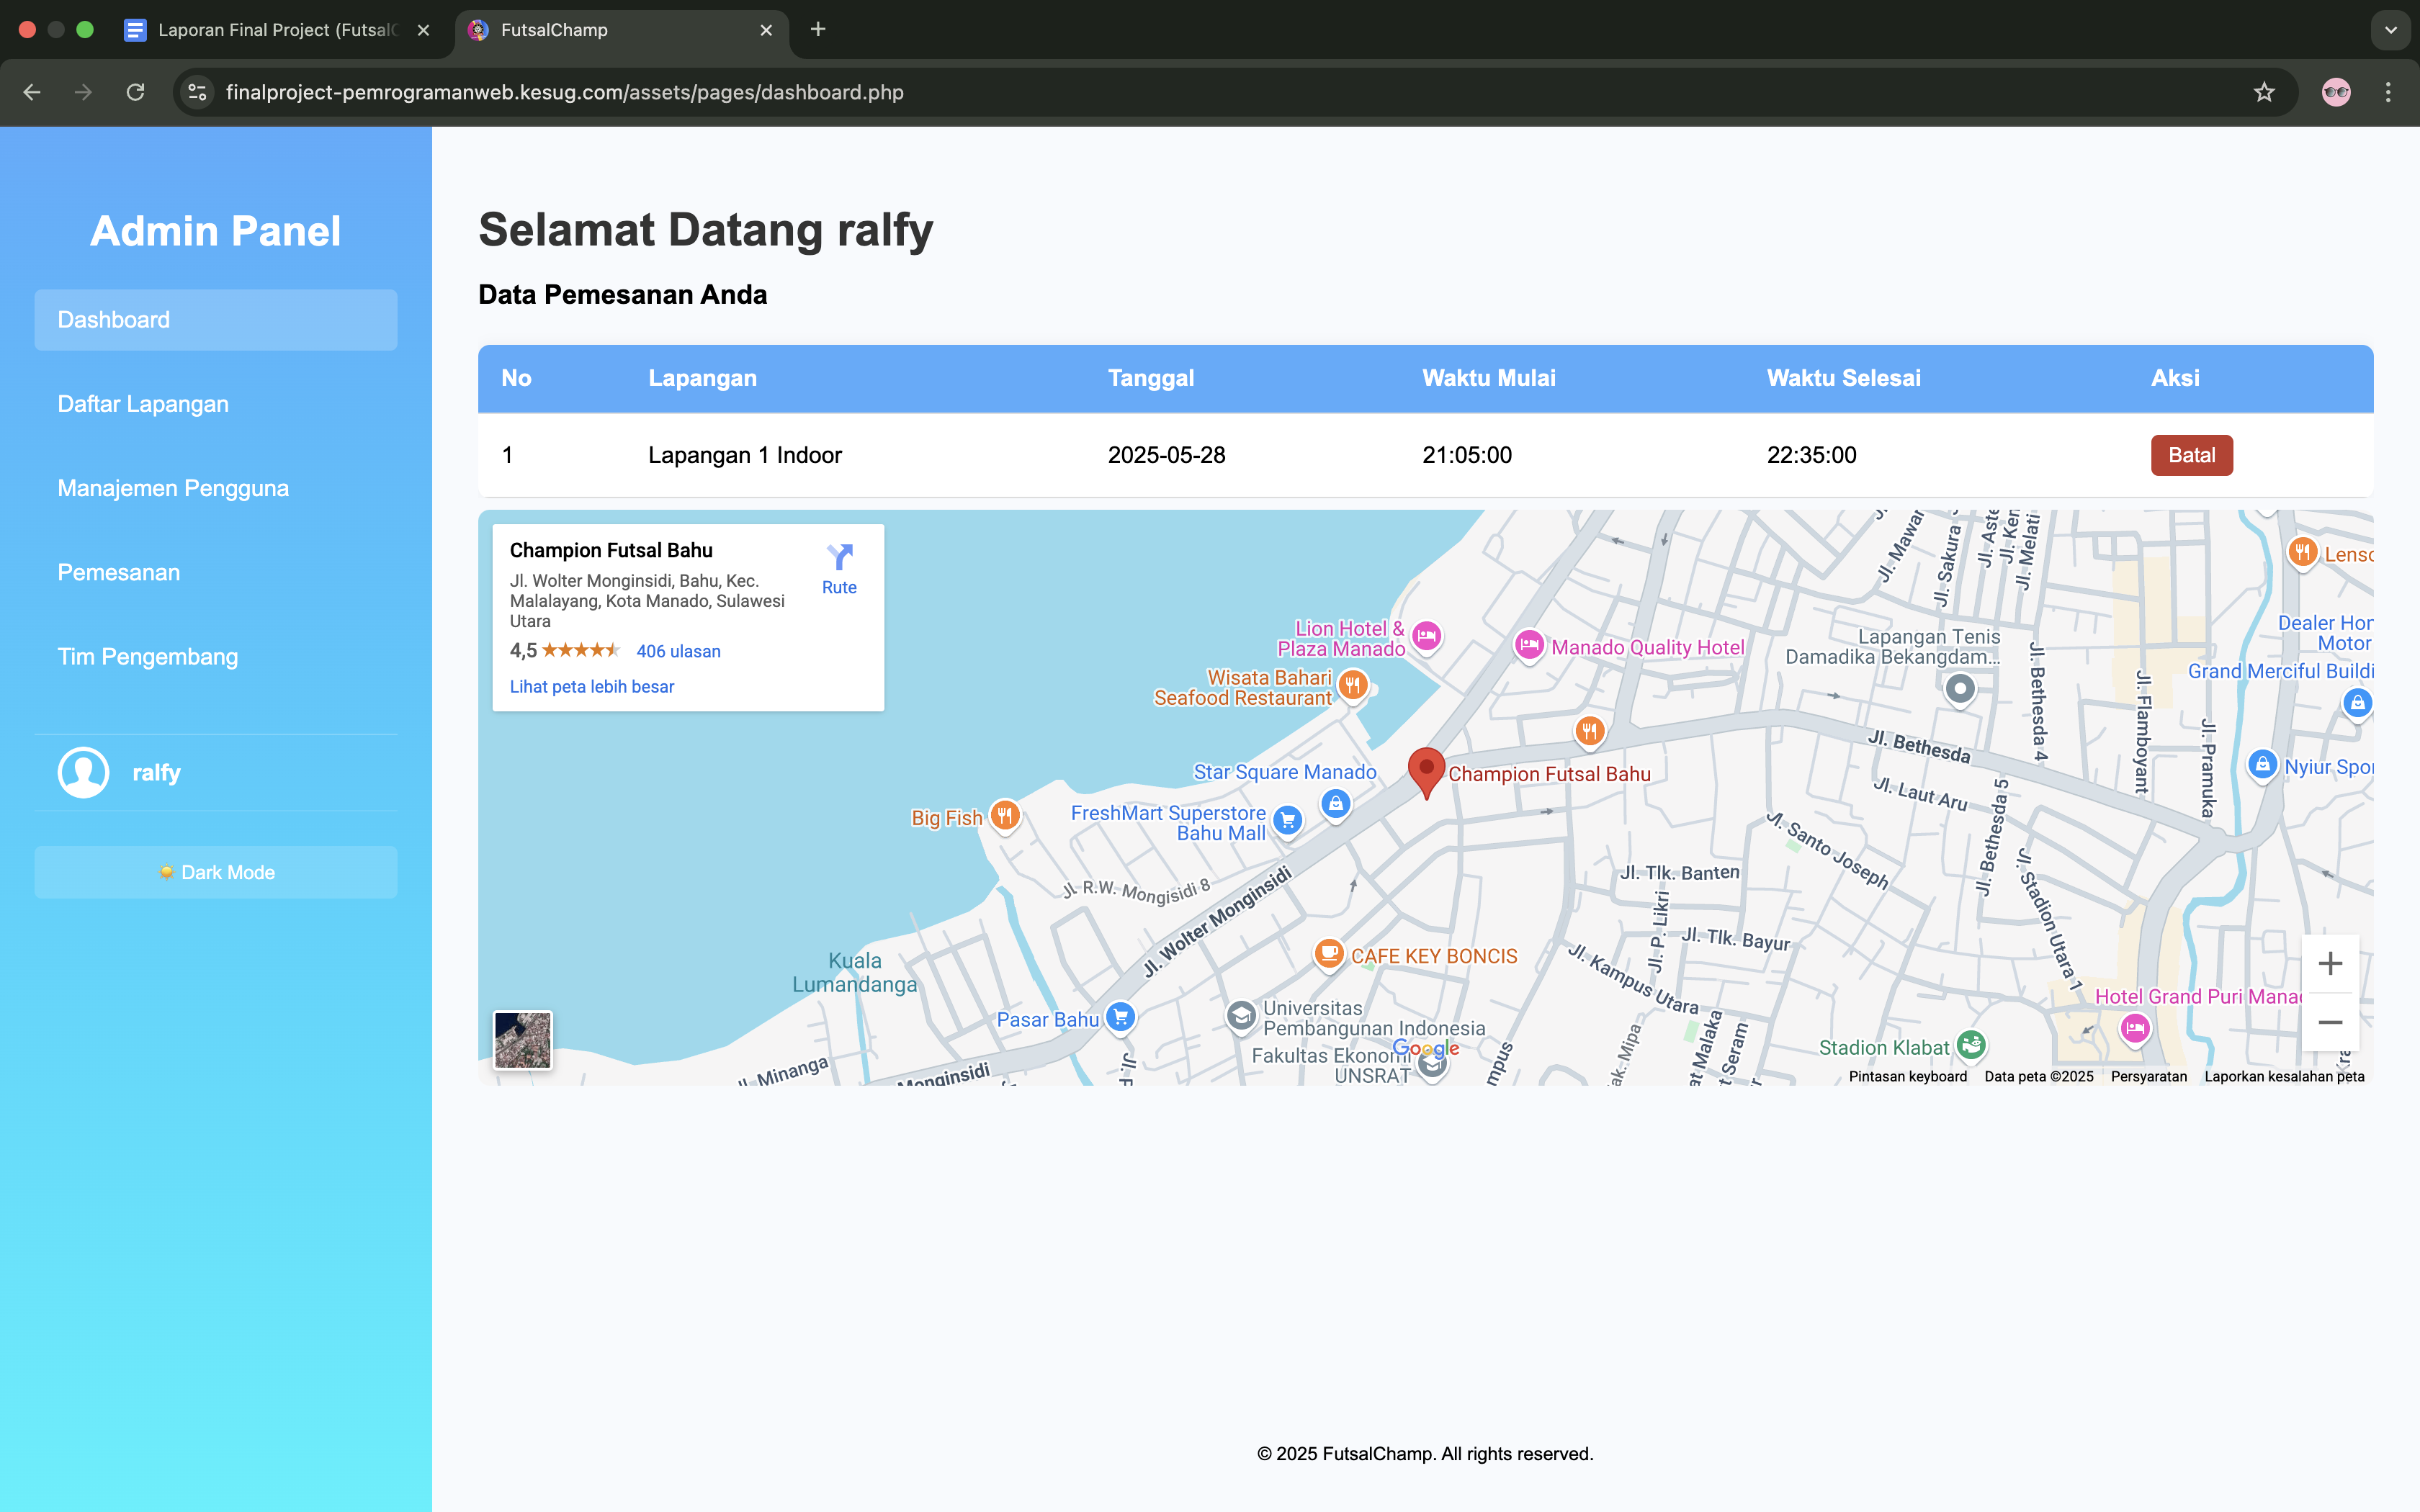 Laporan Final Project (Futsal
FutsalChamp
finalproject-pemrogramanweb.kesug.com/assets/pages/dashboard.php
Admin Panel
Dashboard
Daftar Lapangan
Manajemen Pengguna
Pemesanan
Tim Pengembang
ralfy
Dark Mode
Selamat Datang ralfy
Data Pemesanan Anda
No Lapangan Tanggal Waktu Mulai Waktu Selesai Aksi
1 Lapangan 1 Indoor 2025-05-28 21:05:00 22:35:00 Batal
Champion Futsal Bahu
Jl. Wolter Monginsidi, Bahu, Kec.
Malalayang, Kota Manado, Sulawesi
Utara
Rute
4,5 406 ulasan
Lihat peta lebih besar
Jl. Mawar
Jl. Sakura
Jl. Aste
Jl. Ken
Jl. Melati
Lenso
Dealer Hon
Motor
Grand Merciful Buildi
Lion Hotel &
Plaza Manado
Manado Quality Hotel
Lapangan Tenis
Damadika Bekangdam...
Wisata Bahari
Seafood Restaurant
Jl. Bethesda 4
Jl. Flamboyant
Jl. Pramuka
Jl. Bethesda
Nyiur Spor
Star Square Manado
Champion Futsal Bahu
Jl. Laut Aru
Jl. Bethesda 5
Big Fish
FreshMart Superstore
Bahu Mall
Jl. Santo Joseph
Jl. R.W. Mongisidi 8
Jl. Wolter Monginsidi
Jl. Tlk. Banten
Jl. P. Likri
Jl. Tlk. Bayur
Jl. Stadion Utara 1
CAFE KEY BONCIS
Jl. Kampus Utara
Kuala
Lumandanga
Pasar Bahu
Universitas
Pembangunan Indonesia
Fakultas Ekonomi
UNSRAT
Google
Hotel Grand Puri Manad
Stadion Klabat
Jl. Minanga
Monginsidi
Pintasan keyboard Data peta ©2025 Persyaratan Laporkan kesalahan peta
© 2025 FutsalChamp. All rights reserved.